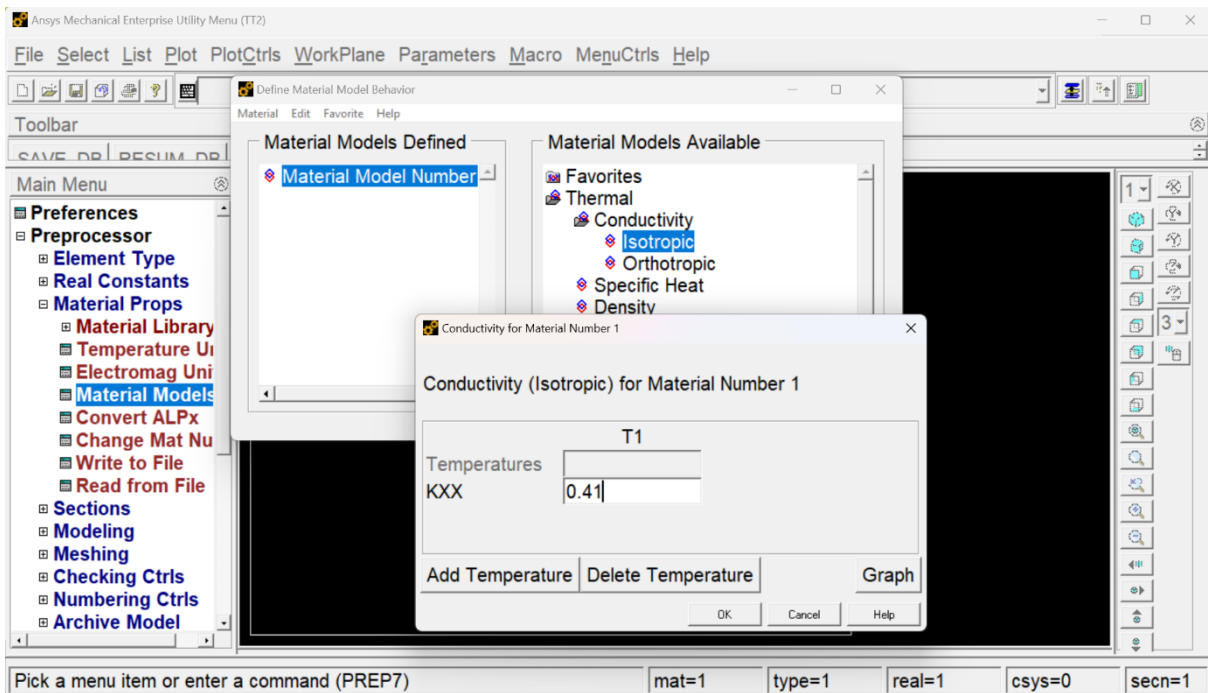 Ansys Mechanical Enterprise Utility Menu (TT2)
File Select List Plot PlotCtrls WorkPlane Parameters Macro MenuCtrls Help
Toolbar
SAVE_DB RESUM_DB
Define Material Model Behavior
Material Edit Favorite Help
Material Models Defined
Material Model Number
Material Models Available
Favorites
Thermal
Conductivity
Isotropic
Orthotropic
Specific Heat
Density
Main Menu
Preferences
Preprocessor
Element Type
Real Constants
Material Props
Material Library
Temperature Un
Electromag Uni
Material Models
Convert ALPx
Change Mat Nu
Write to File
Read from File
Sections
Modeling
Meshing
Checking Ctrls
Numbering Ctrls
Archive Model
Conductivity for Material Number 1
Conductivity (Isotropic) for Material Number 1
T1
Temperatures
KXX 0.41
Add Temperature Delete Temperature Graph
OK Cancel Help
1
3
Pick a menu item or enter a command (PREP7) mat=1 type=1 real=1 csys=0 secn=1